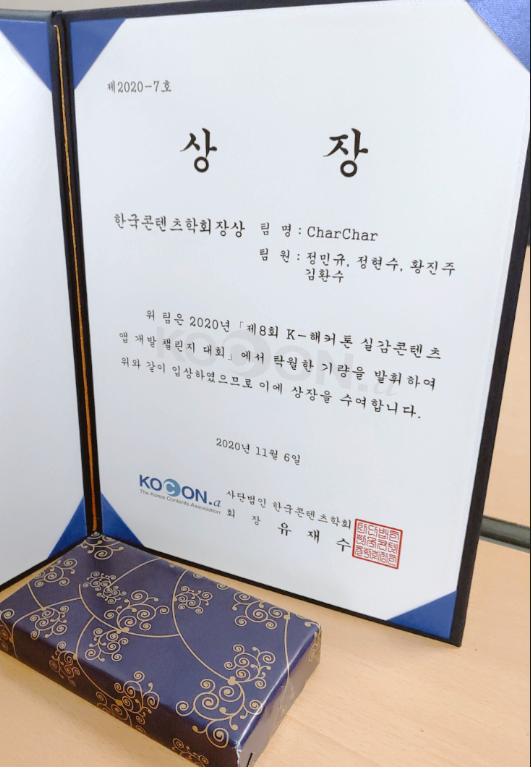 제2020-7호
상 장
한국콘텐츠학회장상 팀 명 : CharChar
팀 원 : 정민규, 정현수, 황진주
김환수
위 팀은 2020년 「제8회 K-해커톤 실감콘텐츠
앱 개발 챌린지 대회」에서 탁월한 기량을 발휘하여
위와 같이 입상하였으므로 이에 상장을 수여합니다.
KOCON.a
2020년 11월 6일
KOCON.a
The Korea Contents Association
사단법인 한국콘텐츠학회
회 장 유 재 수